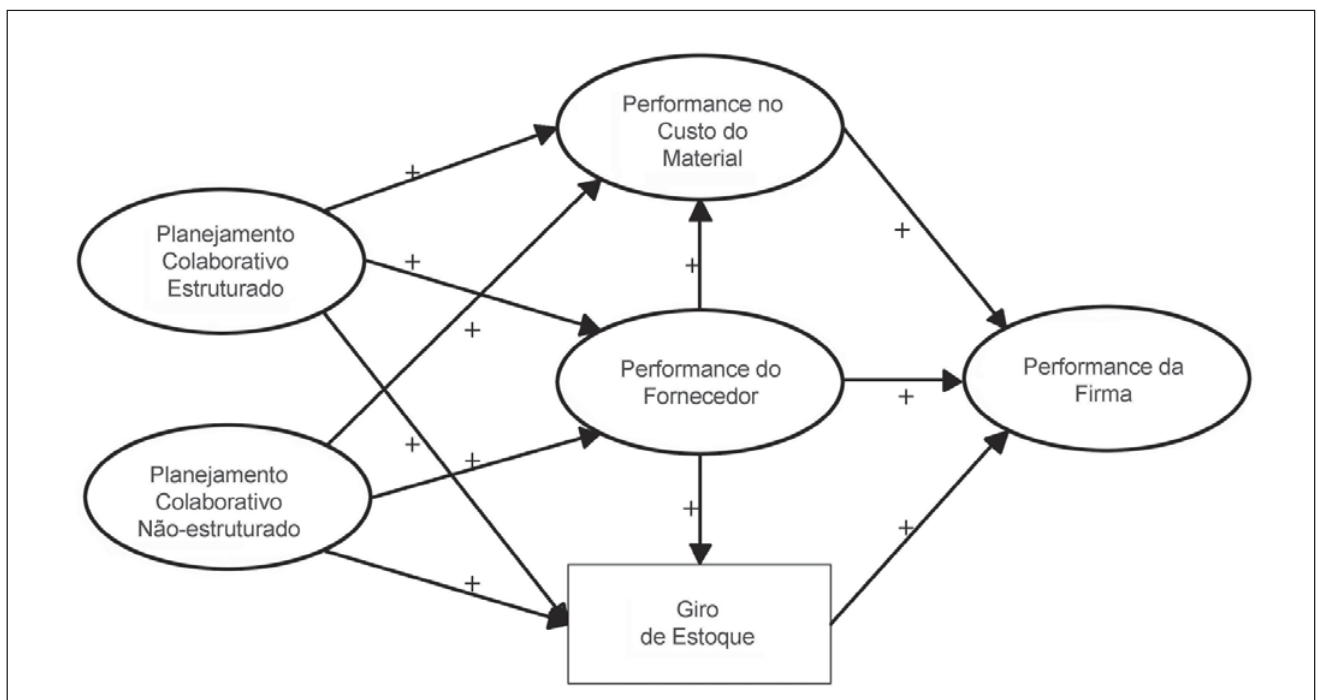 Performance no
Custo do
Material
+
Planejamento
Colaborativo
Estruturado
+
+
+
+
Performance do
Fornecedor
+
Performance da
Firma
+
+
Planejamento
Colaborativo
Não-estruturado
+
+
+
+
Giro
de Estoque